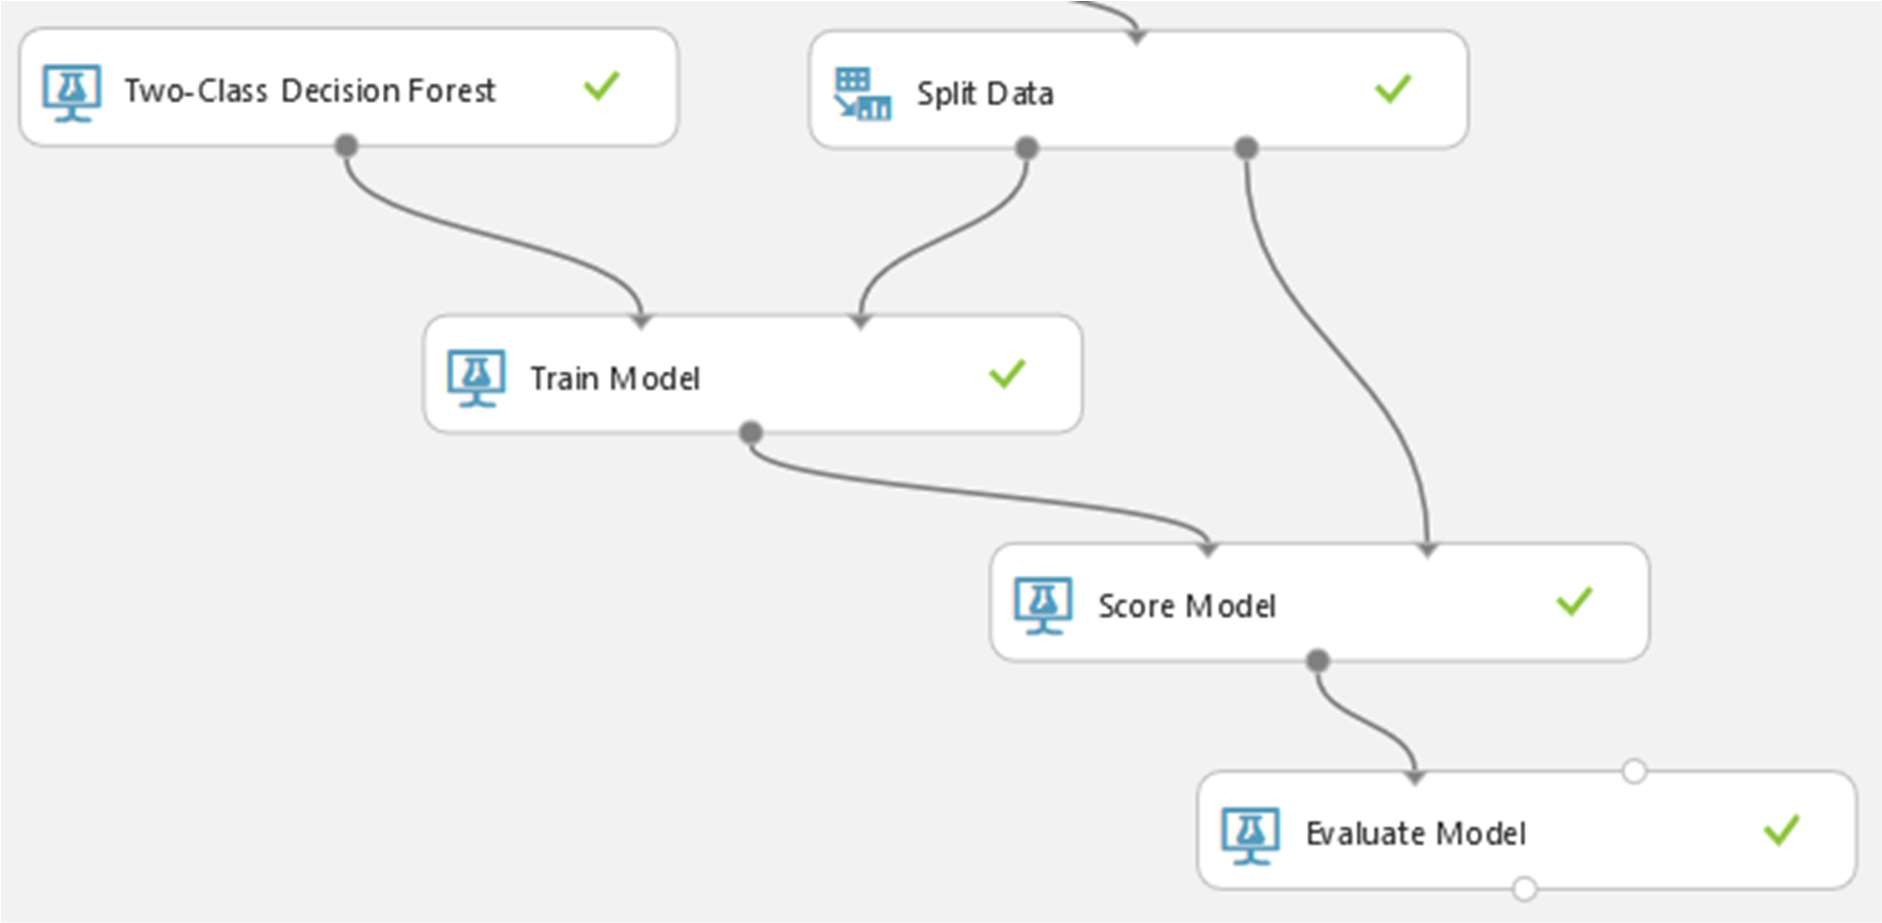 Two-Class Decision Forest
Split Data
Train Model
Score Model
Evaluate Model